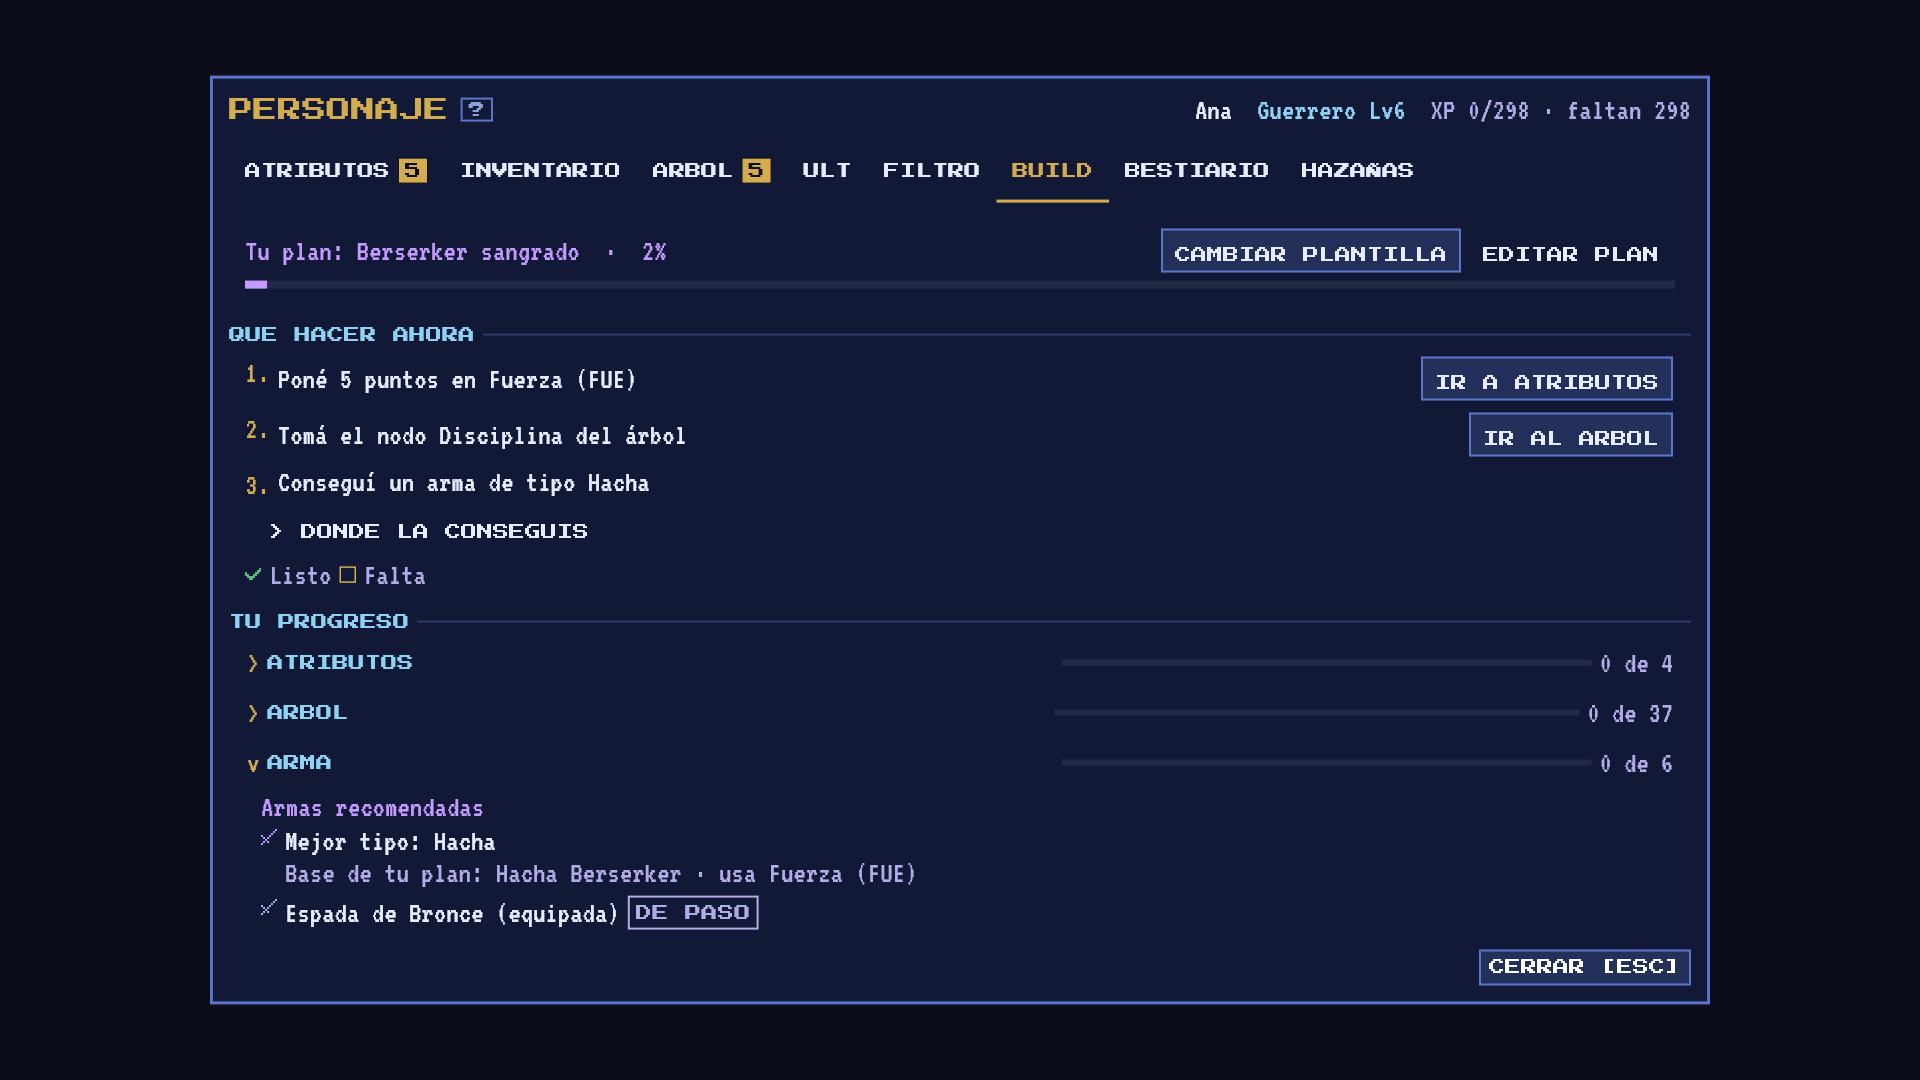 PERSONAJE ?
Ana Guerrero Lv6 XP 0/298 · faltan 298
ATRIBUTOS 5 INVENTARIO ARBOL 5 ULT FILTRO BUILD BESTIARIO HAZAñAS
Tu plan: Berserker sangrado · 2%
CAMBIAR PLANTILLA EDITAR PLAN
QUE HACER AHORA
1. Poné 5 puntos en Fuerza (FUE) IR A ATRIBUTOS
2. Tomá el nodo Disciplina del árbol IR AL ARBOL
3. Conseguí un arma de tipo Hacha
> DONDE LA CONSEGUIS
Listo Falta
TU PROGRESO
> ATRIBUTOS 0 de 4
> ARBOL 0 de 37
v ARMA 0 de 6
Armas recomendadas
Mejor tipo: Hacha
Base de tu plan: Hacha Berserker · usa Fuerza (FUE)
Espada de Bronce (equipada) DE PASO
CERRAR [ESC]